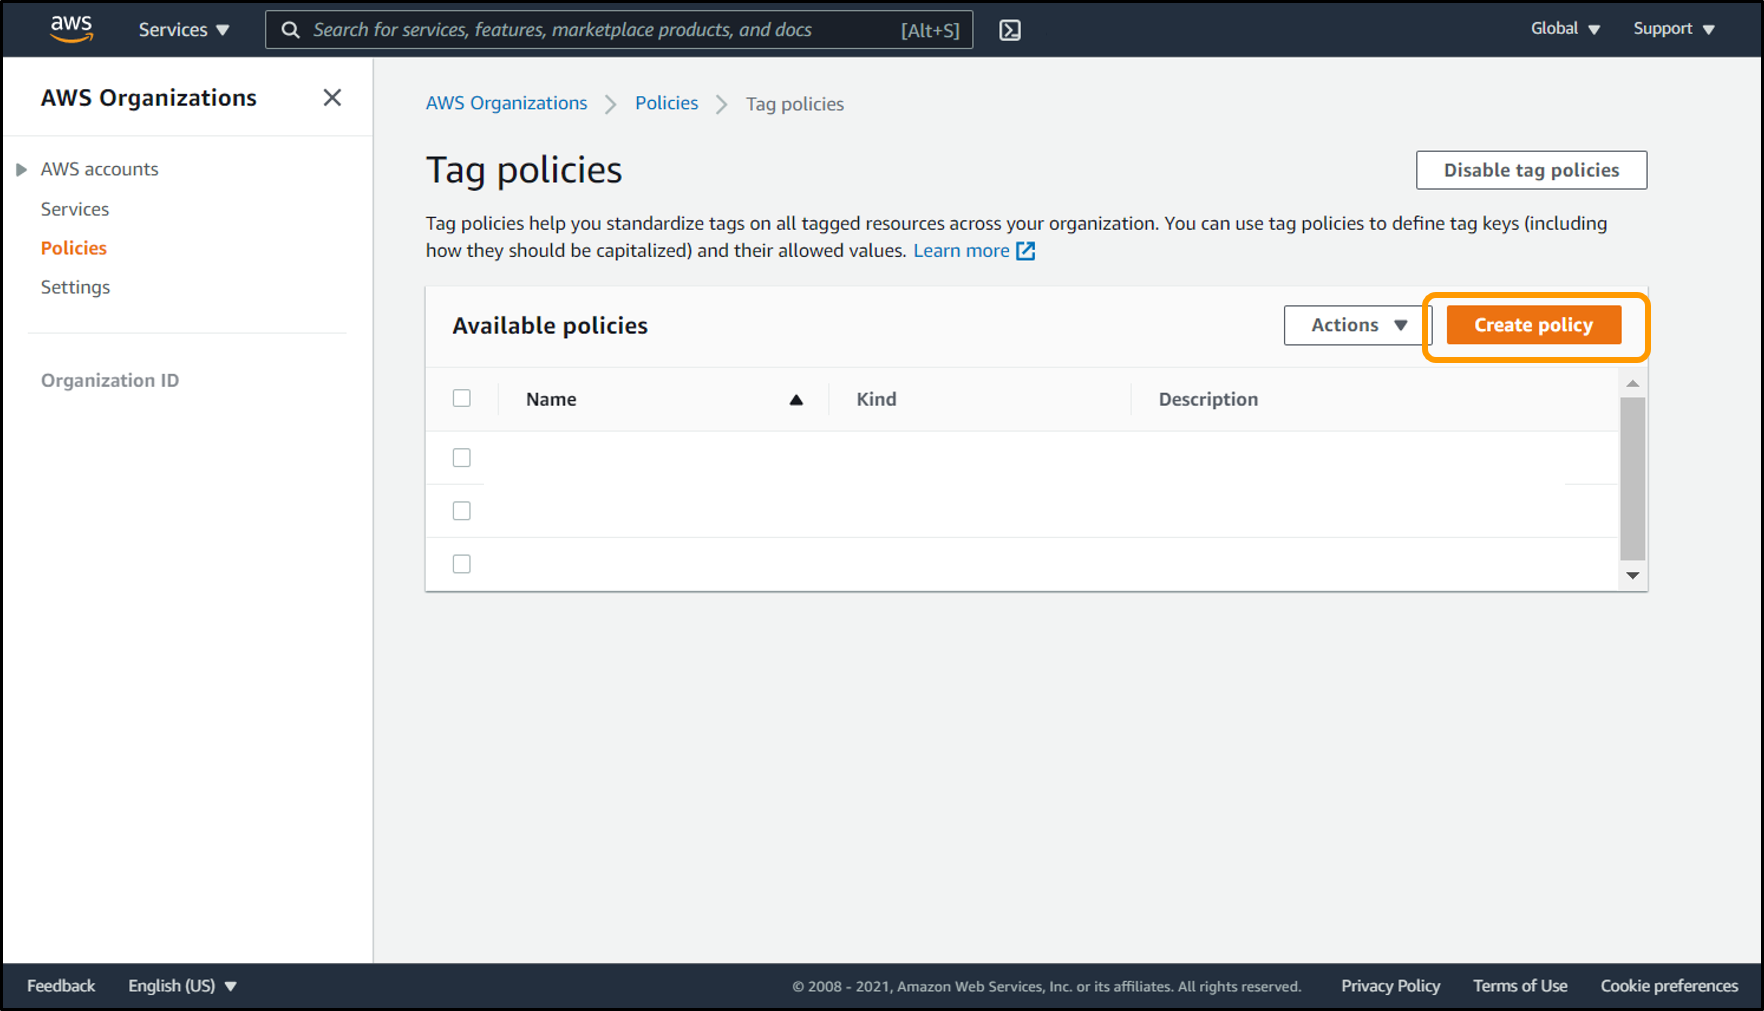 aws
Services
Search for services, features, marketplace products, and docs
[Alt+S]
Global
Support
AWS Organizations
AWS accounts
Services
Policies
Settings
Organization ID
AWS Organizations
Policies
Tag policies
Tag policies
Disable tag policies
Tag policies help you standardize tags on all tagged resources across your organization. You can use tag policies to define tag keys (including
how they should be capitalized) and their allowed values. Learn more
Available policies
Actions
Create policy
Name
Kind
Description
Feedback
English (US)
© 2008 - 2021, Amazon Web Services, Inc. or its affiliates. All rights reserved.
Privacy Policy
Terms of Use
Cookie preferences